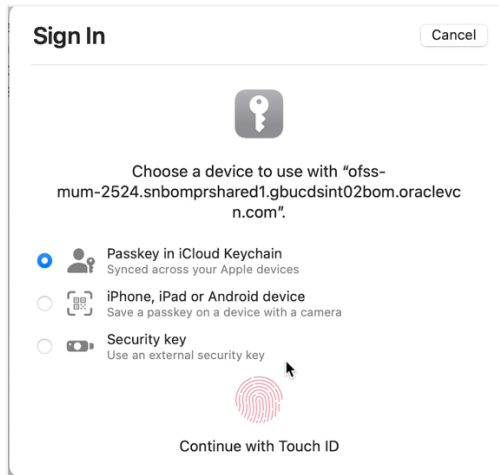 Sign In
Cancel
Choose a device to use with “ofss-
mum-2524.snbomprshared1.gbucdsint02bom.oraclevc
n.com”.
Passkey in iCloud Keychain
Synced across your Apple devices
iPhone, iPad or Android device
Save a passkey on a device with a camera
Security key
Use an external security key
Continue with Touch ID